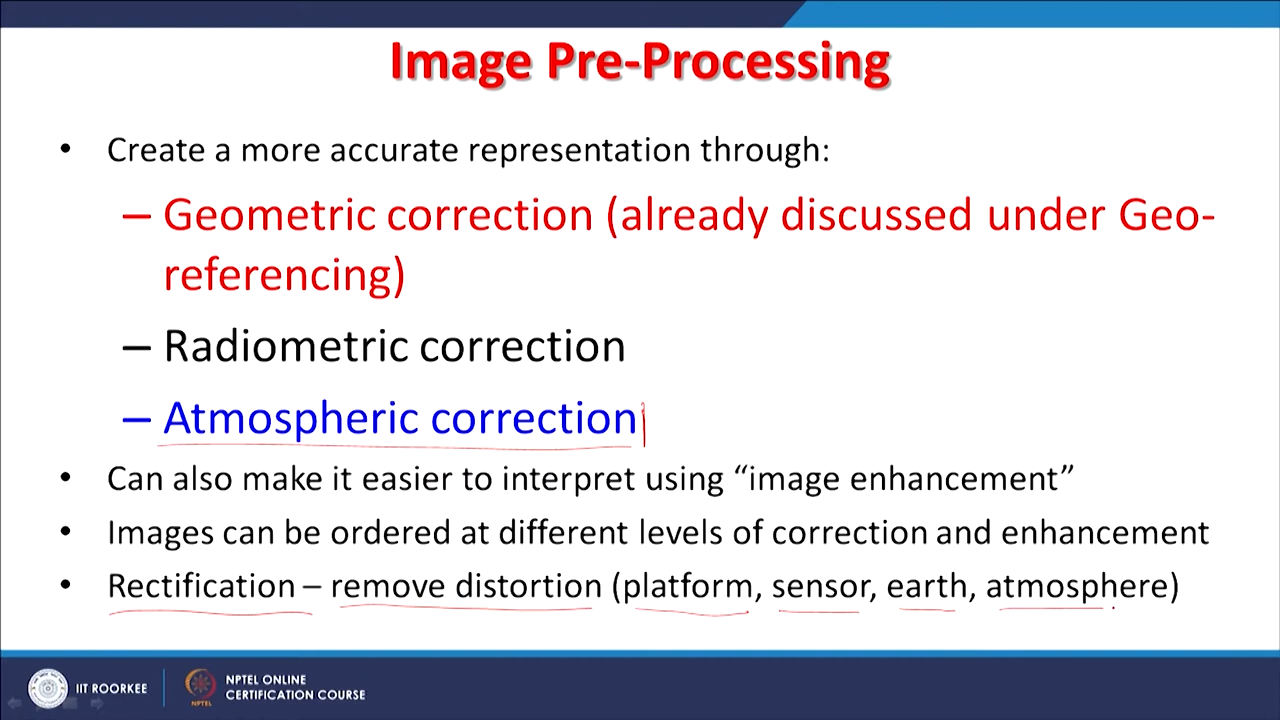 Image Pre-Processing
• Create a more accurate representation through:
– Geometric correction (already discussed under Geo-
referencing)
– Radiometric correction
– Atmospheric correction
• Can also make it easier to interpret using “image enhancement”
• Images can be ordered at different levels of correction and enhancement
• Rectification – remove distortion (platform, sensor, earth, atmosphere)
IIT ROORKEE
NPTEL
NPTEL ONLINE
CERTIFICATION COURSE